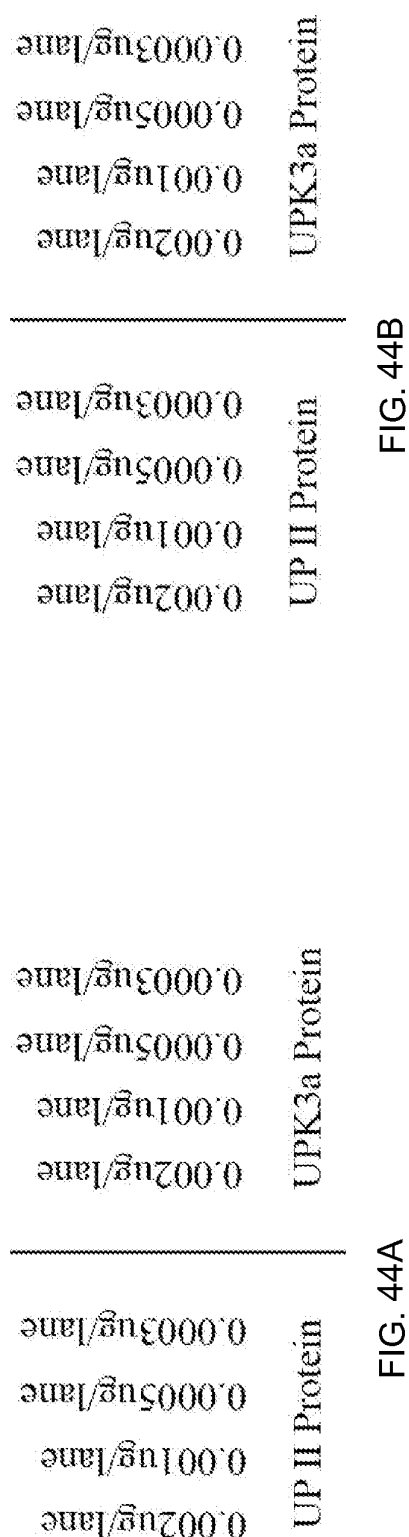 0.002ug/lane
0.001ug/lane
0.0005ug/lane
0.0003ug/lane
UP II Protein
0.002ug/lane
0.001ug/lane
0.0005ug/lane
0.0003ug/lane
UPK3a Protein
FIG. 44A
0.002ug/lane
0.001ug/lane
0.0005ug/lane
0.0003ug/lane
UP II Protein
0.002ug/lane
0.001ug/lane
0.0005ug/lane
0.0003ug/lane
UPK3a Protein
FIG. 44B